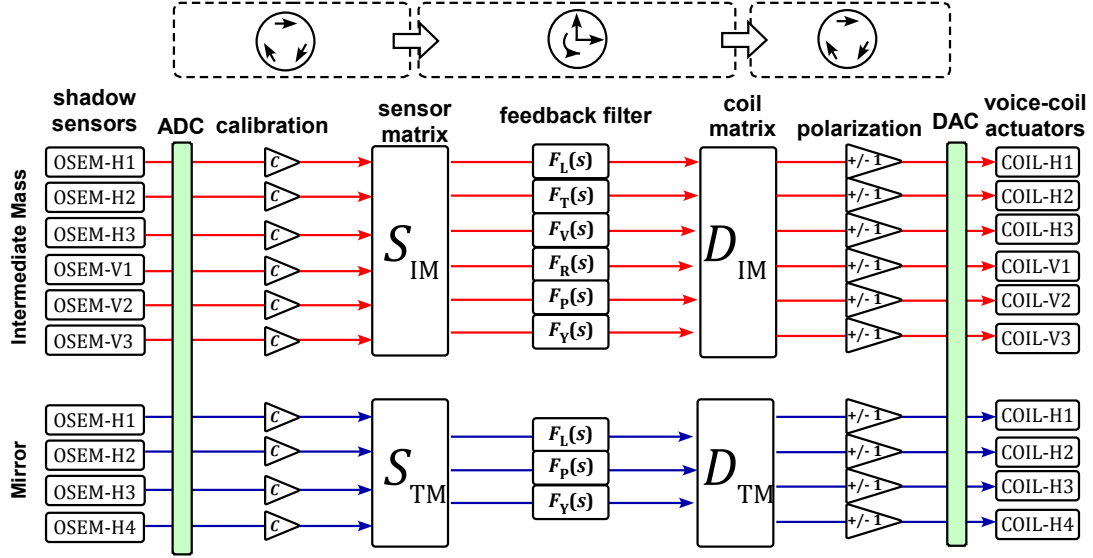 shadow
sensors
ADC
calibration
sensor
matrix
feedback filter
coil
matrix
polarization
DAC
voice-coil
actuators
Intermediate Mass
OSEM-H1
OSEM-H2
OSEM-H3
OSEM-V1
OSEM-V2
OSEM-V3
C
C
C
C
C
C
S_IM
F_L(s)
F_T(s)
F_V(s)
F_R(s)
F_P(s)
F_Y(s)
D_IM
+/- 1
+/- 1
+/- 1
+/- 1
+/- 1
+/- 1
COIL-H1
COIL-H2
COIL-H3
COIL-V1
COIL-V2
COIL-V3
Mirror
OSEM-H1
OSEM-H2
OSEM-H3
OSEM-H4
C
C
C
C
S_TM
F_L(s)
F_P(s)
F_Y(s)
D_TM
+/- 1
+/- 1
+/- 1
+/- 1
COIL-H1
COIL-H2
COIL-H3
COIL-H4